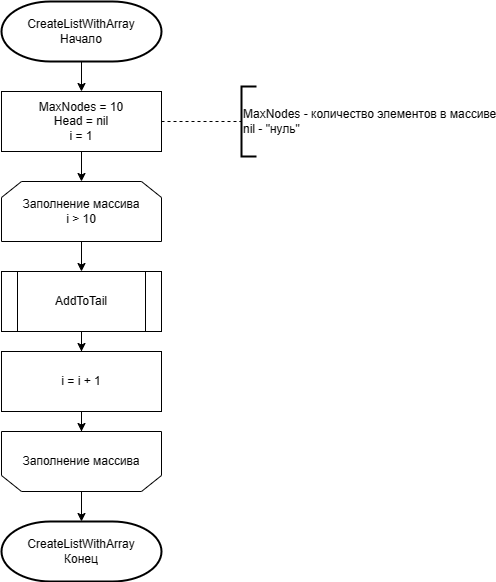 CreateListWithArray
Начало
MaxNodes = 10
Head = nil
i = 1
MaxNodes - количество элементов в массиве
nil - "нуль"
Заполнение массива
i > 10
AddToTail
i = i + 1
Заполнение массива
CreateListWithArray
Конец